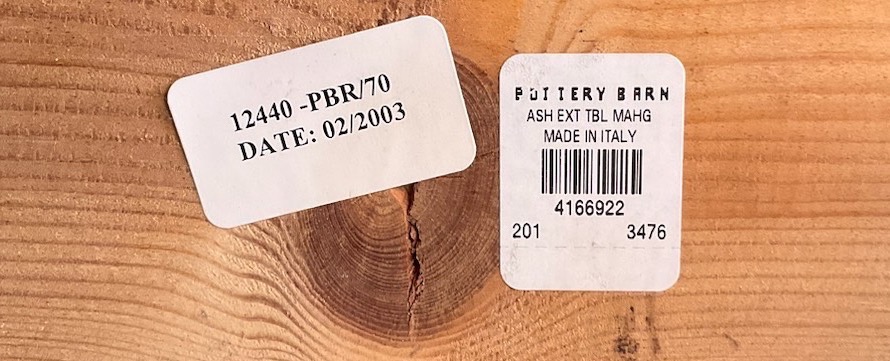 12440 -PBR/70
DATE: 02/2003
POTTERY BARN
ASH EXT TBL MAHG
MADE IN ITALY
4166922
201 3476